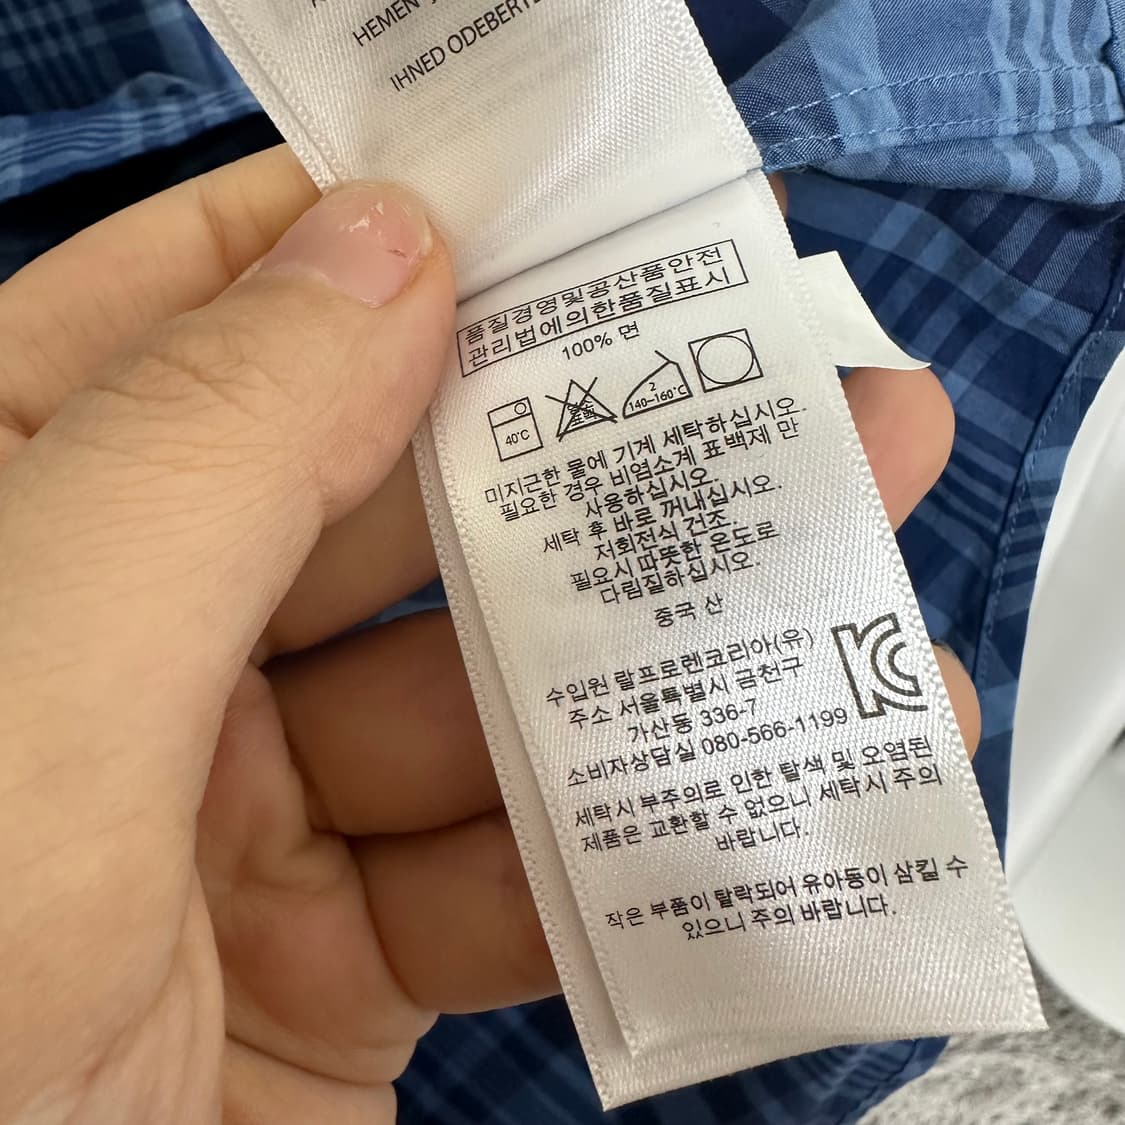 HEMEN
IHNED ODEBERTE
품질경영및공산품안전
관리법에의한품질표시
100% 면
40°C
염소
표백
2
140~160°C
미지근한 물에 기계 세탁하십시오.
필요한 경우 비염소계 표백제 만
사용하십시오.
세탁 후 바로 꺼내십시오.
저회전식 건조.
필요시 따뜻한 온도로
다림질하십시오.
중국 산
수입원 랄프로렌코리아(유)
주소 서울특별시 금천구
가산동 336-7
소비자상담실 080-566-1199
세탁시 부주의로 인한 탈색 및 오염된
제품은 교환할 수 없으니 세탁시 주의
바랍니다.
작은 부품이 탈락되어 유아동이 삼킬 수
있으니 주의 바랍니다.